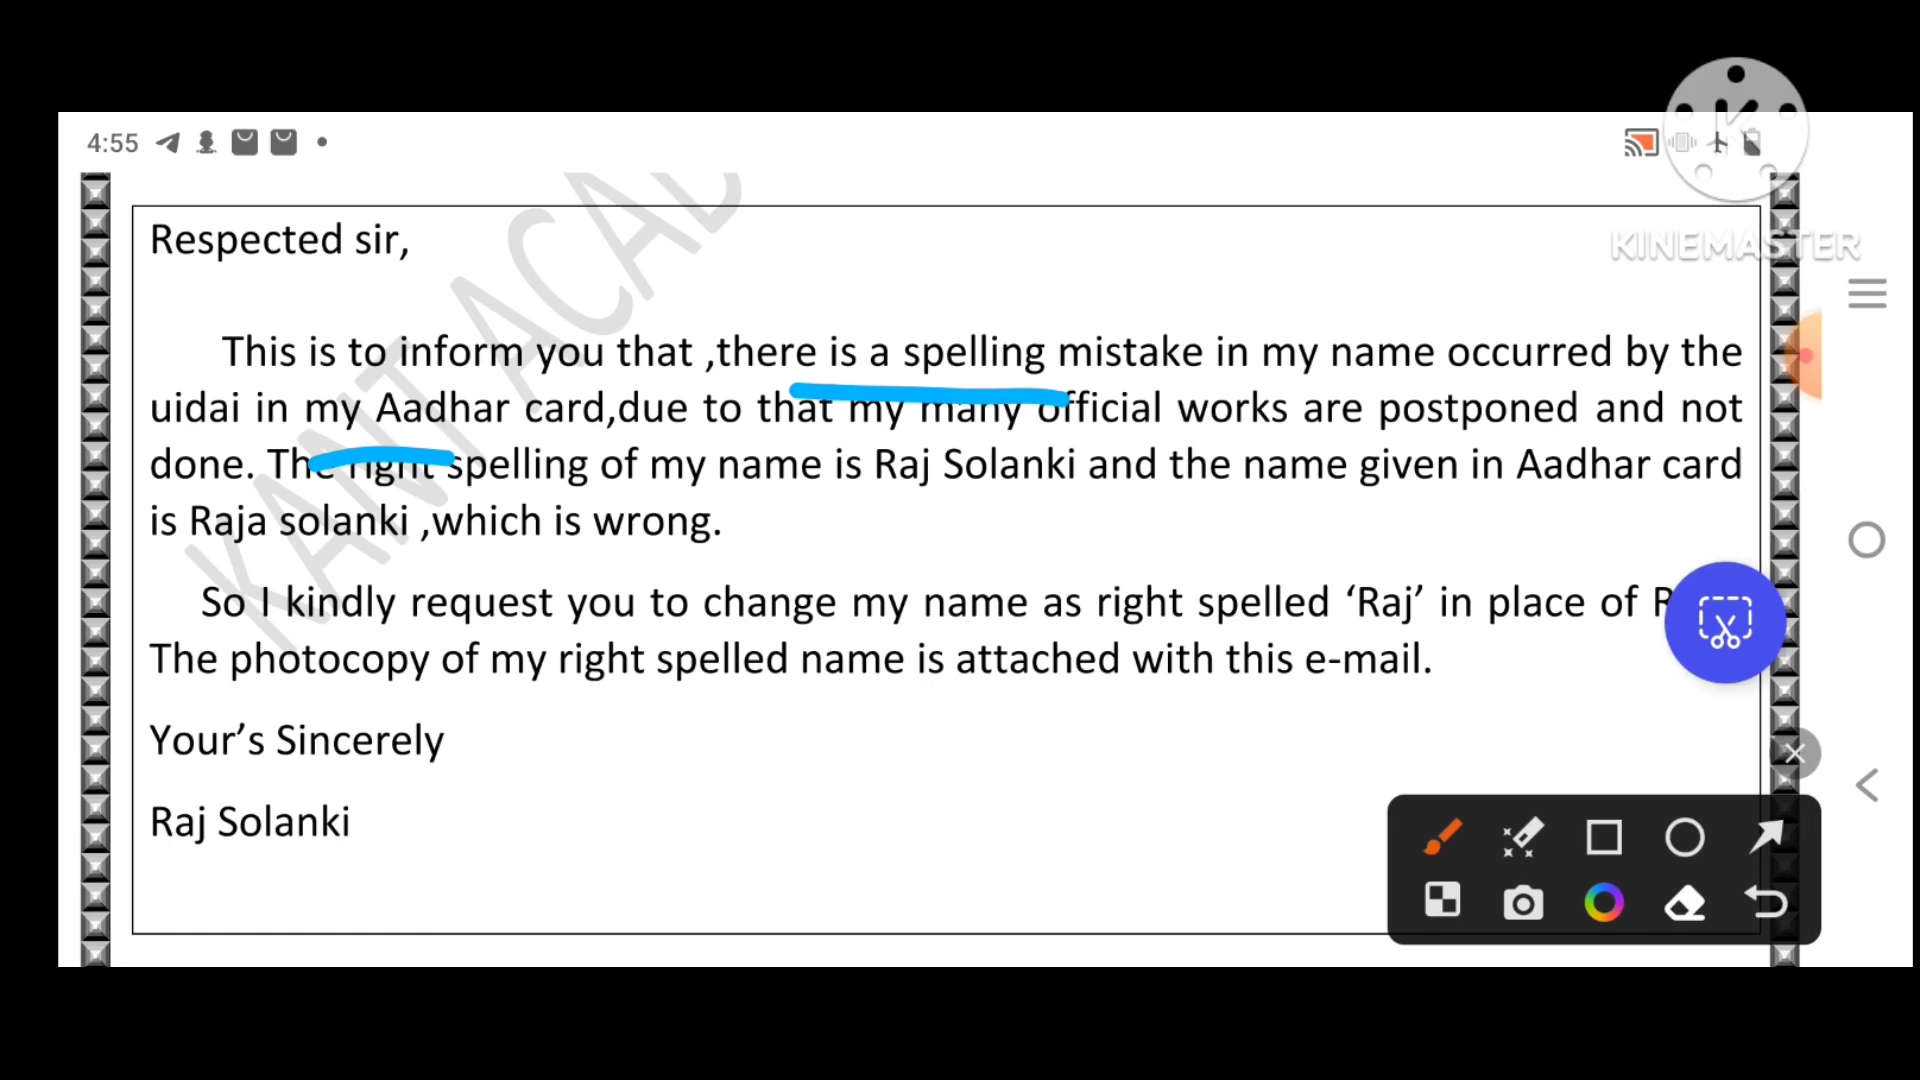 4:55
KINEMASTER
KANT ACAD
Respected sir,
This is to inform you that ,there is a spelling mistake in my name occurred by the
uidai in my Aadhar card,due to that my many official works are postponed and not
done. The right spelling of my name is Raj Solanki and the name given in Aadhar card
is Raja solanki ,which is wrong.
So I kindly request you to change my name as right spelled ‘Raj’ in place of
The photocopy of my right spelled name is attached with this e-mail.
Your’s Sincerely
Raj Solanki